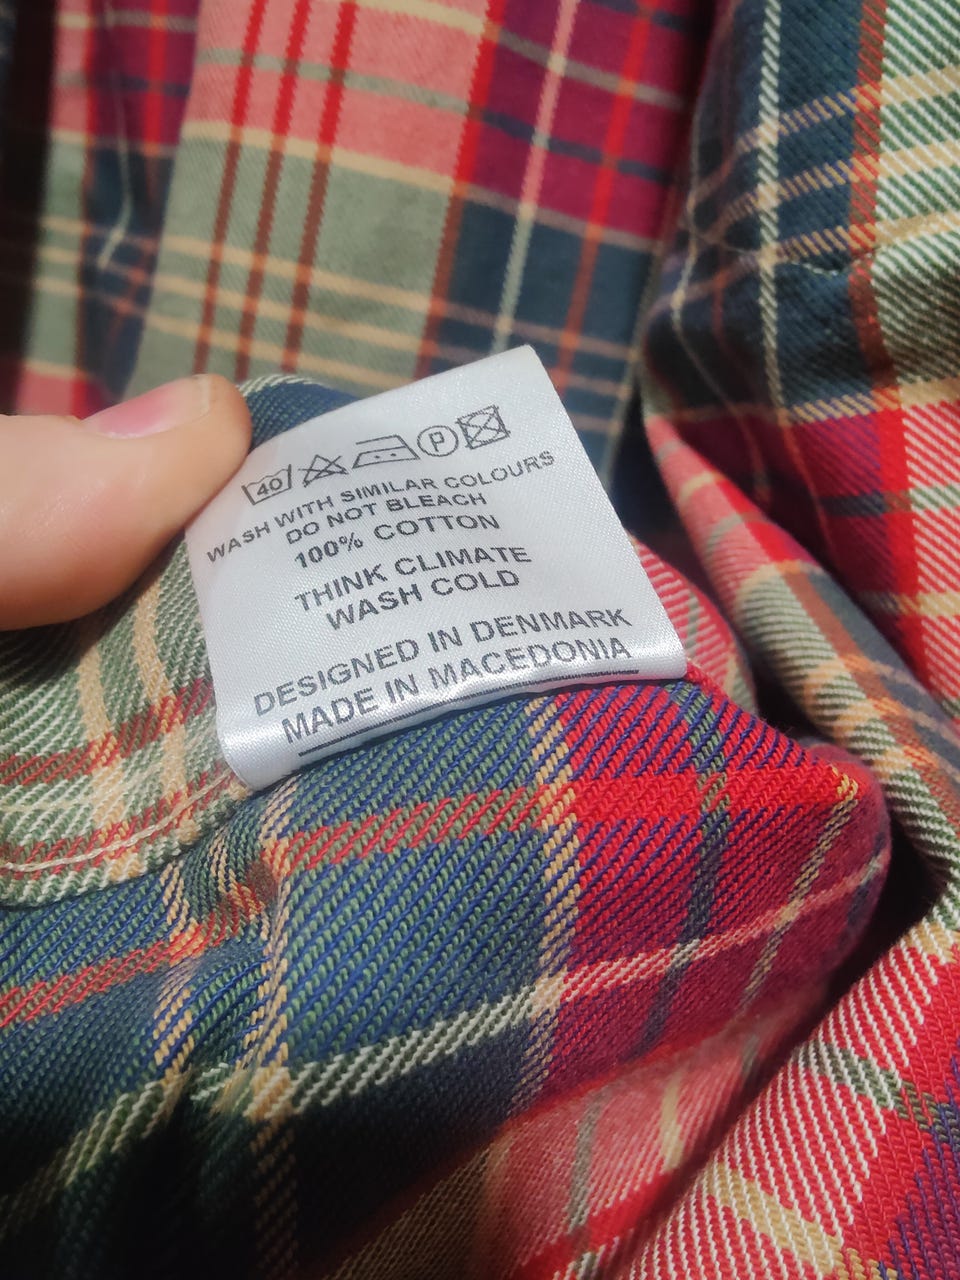 40 P
WASH WITH SIMILAR COLOURS
DO NOT BLEACH
100% COTTON
THINK CLIMATE
WASH COLD
DESIGNED IN DENMARK
MADE IN MACEDONIA